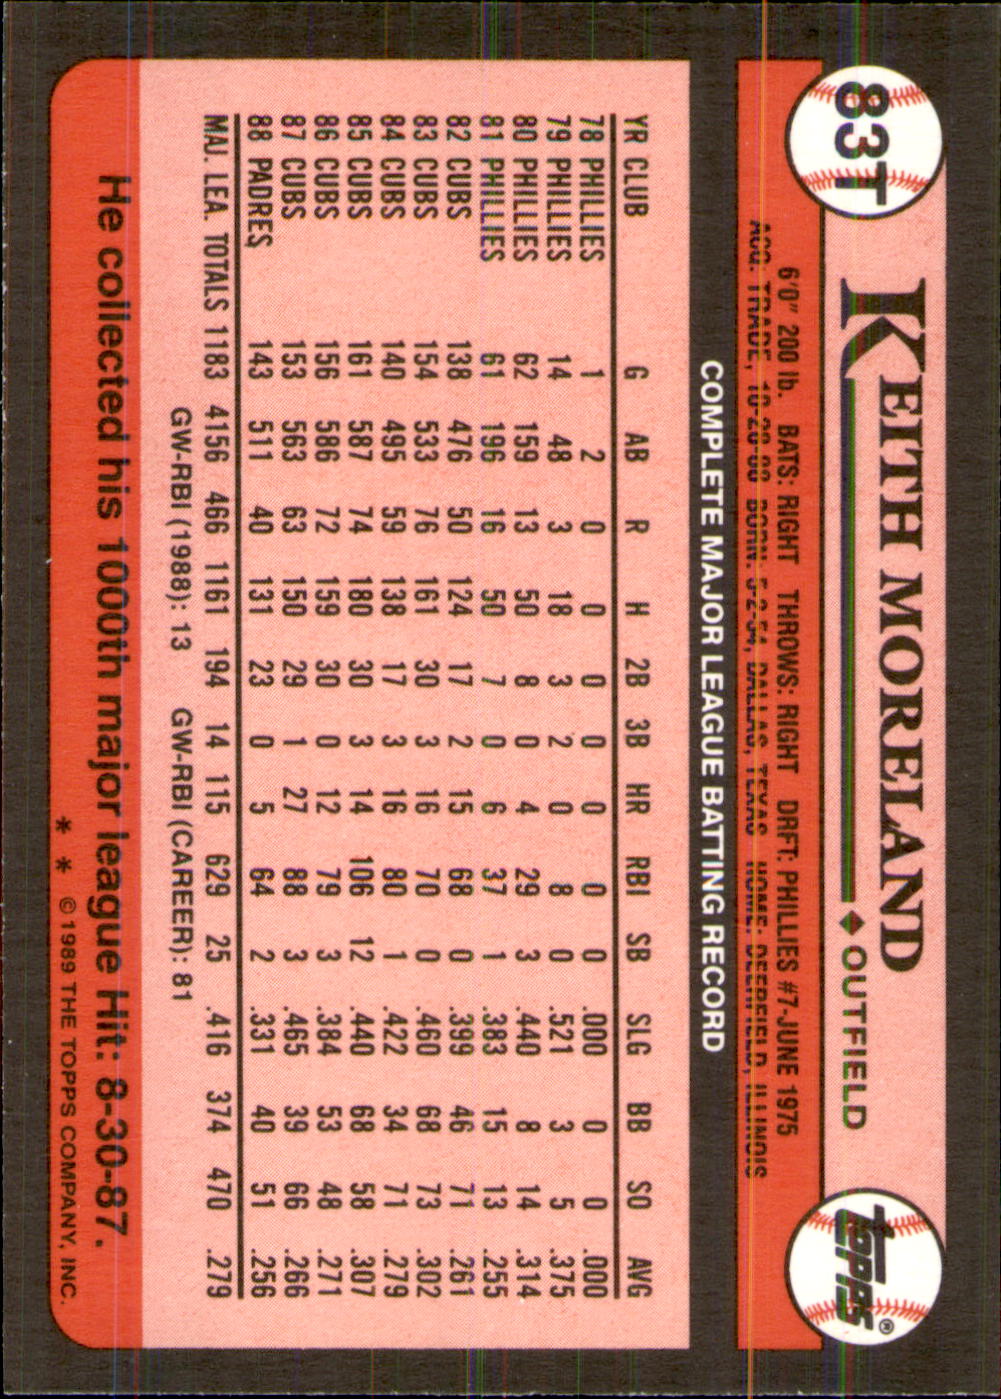 83T
KEITH MORELAND
◆ OUTFIELD
TOPPS®
6'0" 200 lb. BATS: RIGHT THROWS: RIGHT DRFT: PHILLIES #7-JUNE 1975
ACQ: TRADE, BORN: 5-2-54, DALLAS, TEXAS HOME: DEERFIELD, ILLINOIS
COMPLETE MAJOR LEAGUE BATTING RECORD
YR CLUB G AB R H 2B 3B HR RBI SB SLG BB SO AVG
78 PHILLIES 1 2 0 0 0 0 0 0 0 .000 0 0 .000
79 PHILLIES 14 48 3 18 3 2 0 8 0 .521 3 5 .375
80 PHILLIES 62 159 13 50 8 0 4 29 3 .440 8 14 .314
81 PHILLIES 61 196 16 50 7 0 6 37 1 .383 15 13 .255
82 CUBS 138 476 50 124 17 2 15 68 0 .399 46 71 .261
83 CUBS 154 533 76 161 30 3 16 70 0 .460 68 73 .302
84 CUBS 140 495 59 138 17 3 16 80 1 .422 34 71 .279
85 CUBS 161 587 74 180 30 3 14 106 12 .440 68 58 .307
86 CUBS 156 586 72 159 30 0 12 79 3 .384 53 48 .271
87 CUBS 153 563 63 150 29 1 27 88 3 .465 39 66 .266
88 PADRES 143 511 40 131 23 0 5 64 2 .331 40 51 .256
MAJ. LEA. TOTALS 1183 4156 466 1161 194 14 115 629 25 .416 374 470 .279
GW-RBI (1988): 13 GW-RBI (CAREER): 81
He collected his 1000th major league Hit: 8-30-87.
* * © 1989 THE TOPPS COMPANY, INC.